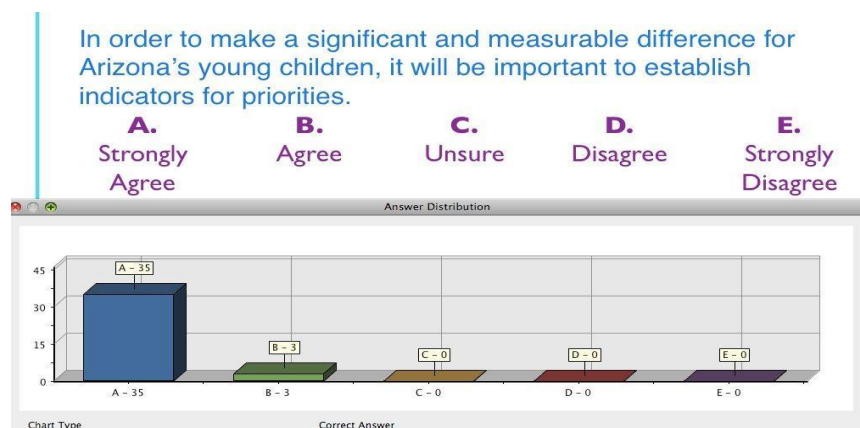 In order to make a significant and measurable difference for
Arizona's young children, it will be important to establish
indicators for priorities.
A. B. C. D. E.
Strongly Agree Unsure Disagree Strongly
Agree Disagree
Answer Distribution
45
30
15
0
A – 35
B – 3
C – 0
D – 0
E – 0
A – 35 B – 3 C – 0 D – 0 E – 0
Chart Type Correct Answer